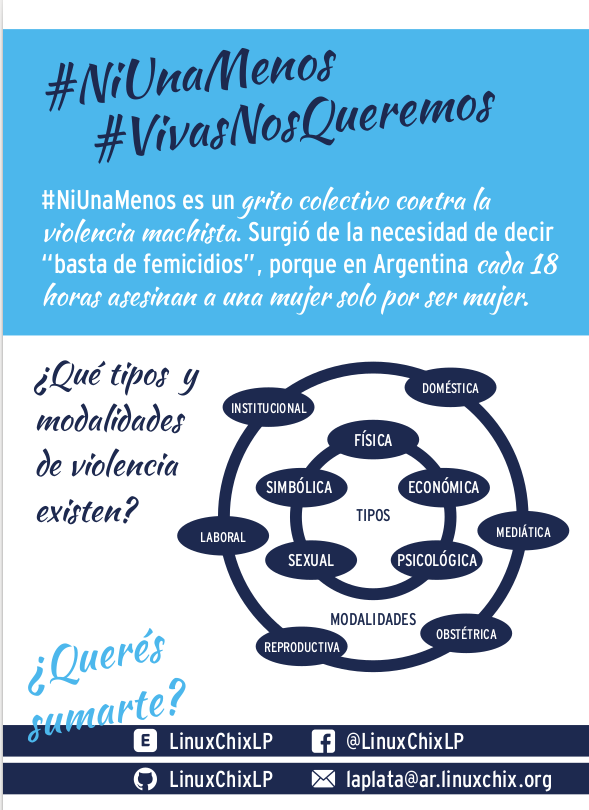 #NiUnaMenos
#VivasNosQueremos
#NiUnaMenos es un grito colectivo contra la
violencia machista. Surgió de la necesidad de decir
“basta de femicidios”, porque en Argentina cada 18
horas asesinan a una mujer solo por ser mujer.
¿Qué tipos y
modalidades
de violencia
existen?
DOMÉSTICA
INSTITUCIONAL
FÍSICA
SIMBÓLICA
ECONÓMICA
TIPOS
LABORAL
MEDIÁTICA
SEXUAL
PSICOLÓGICA
MODALIDADES
OBSTÉTRICA
REPRODUCTIVA
¿Querés
sumarte?
E LinuxChixLP
@LinuxChixLP
LinuxChixLP
laplata@ar.linuxchix.org